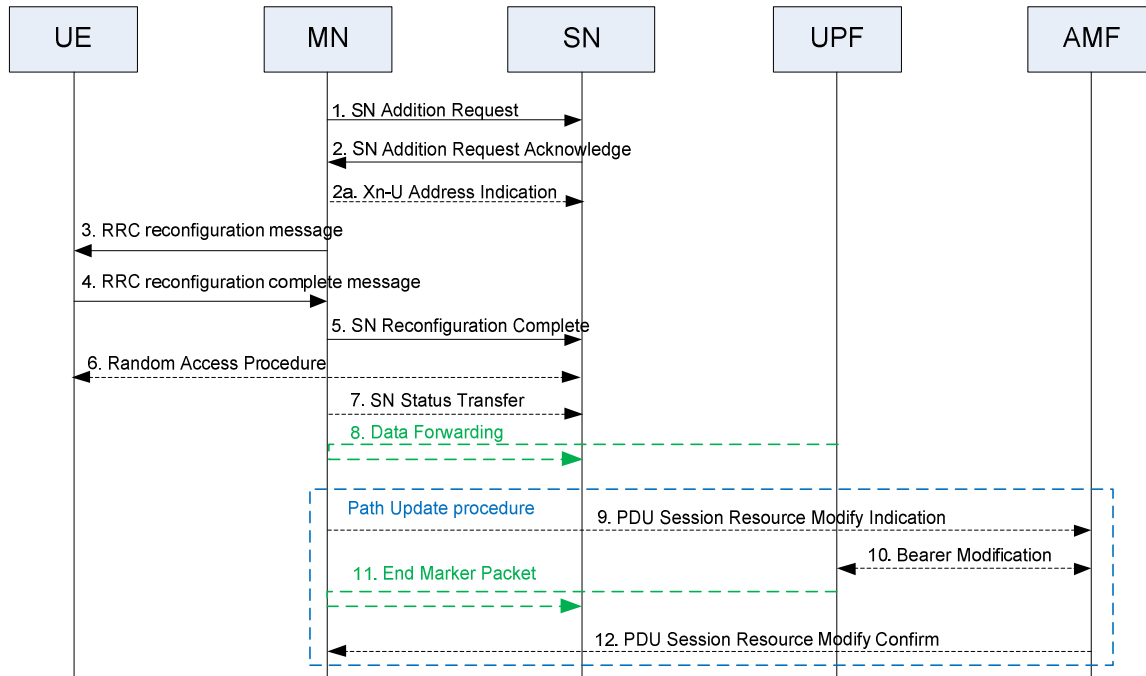 UE
MN
SN
UPF
AMF
1. SN Addition Request
2. SN Addition Request Acknowledge
2a. Xn-U Address Indication
3. RRC reconfiguration message
4. RRC reconfiguration complete message
5. SN Reconfiguration Complete
6. Random Access Procedure
7. SN Status Transfer
8. Data Forwarding
Path Update procedure
9. PDU Session Resource Modify Indication
10. Bearer Modification
11. End Marker Packet
12. PDU Session Resource Modify Confirm